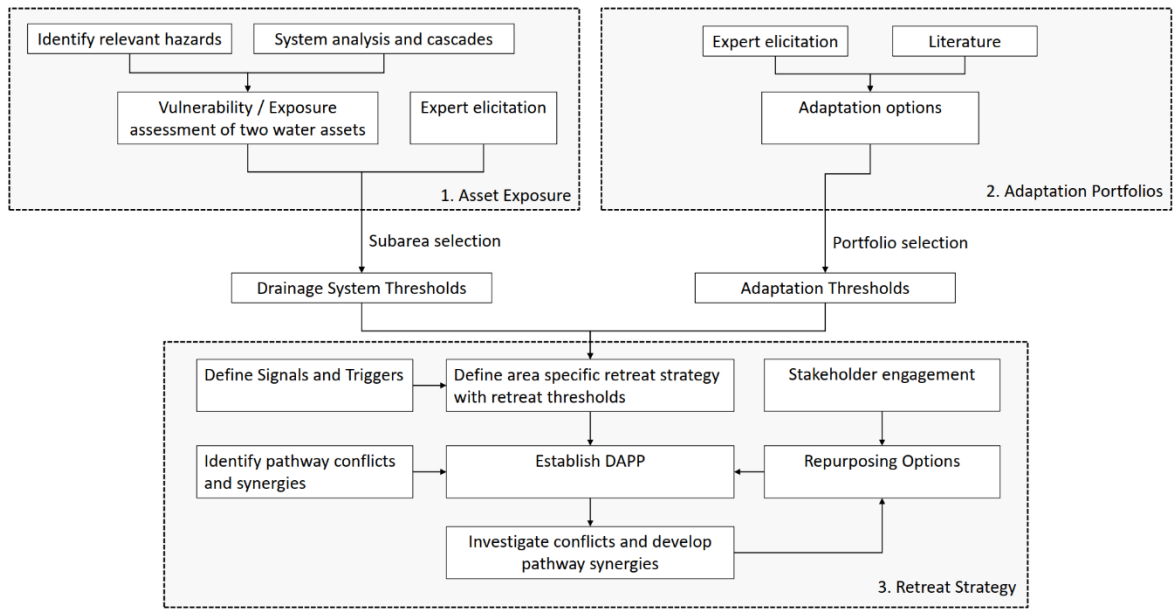 Identify relevant hazards
System analysis and cascades
Vulnerability / Exposure
assessment of two water assets
Expert elicitation
1. Asset Exposure
Expert elicitation
Literature
Adaptation options
2. Adaptation Portfolios
Subarea selection
Portfolio selection
Drainage System Thresholds
Adaptation Thresholds
Define Signals and Triggers
Define area specific retreat strategy
with retreat thresholds
Stakeholder engagement
Identify pathway conflicts
and synergies
Establish DAPP
Repurposing Options
Investigate conflicts and develop
pathway synergies
3. Retreat Strategy